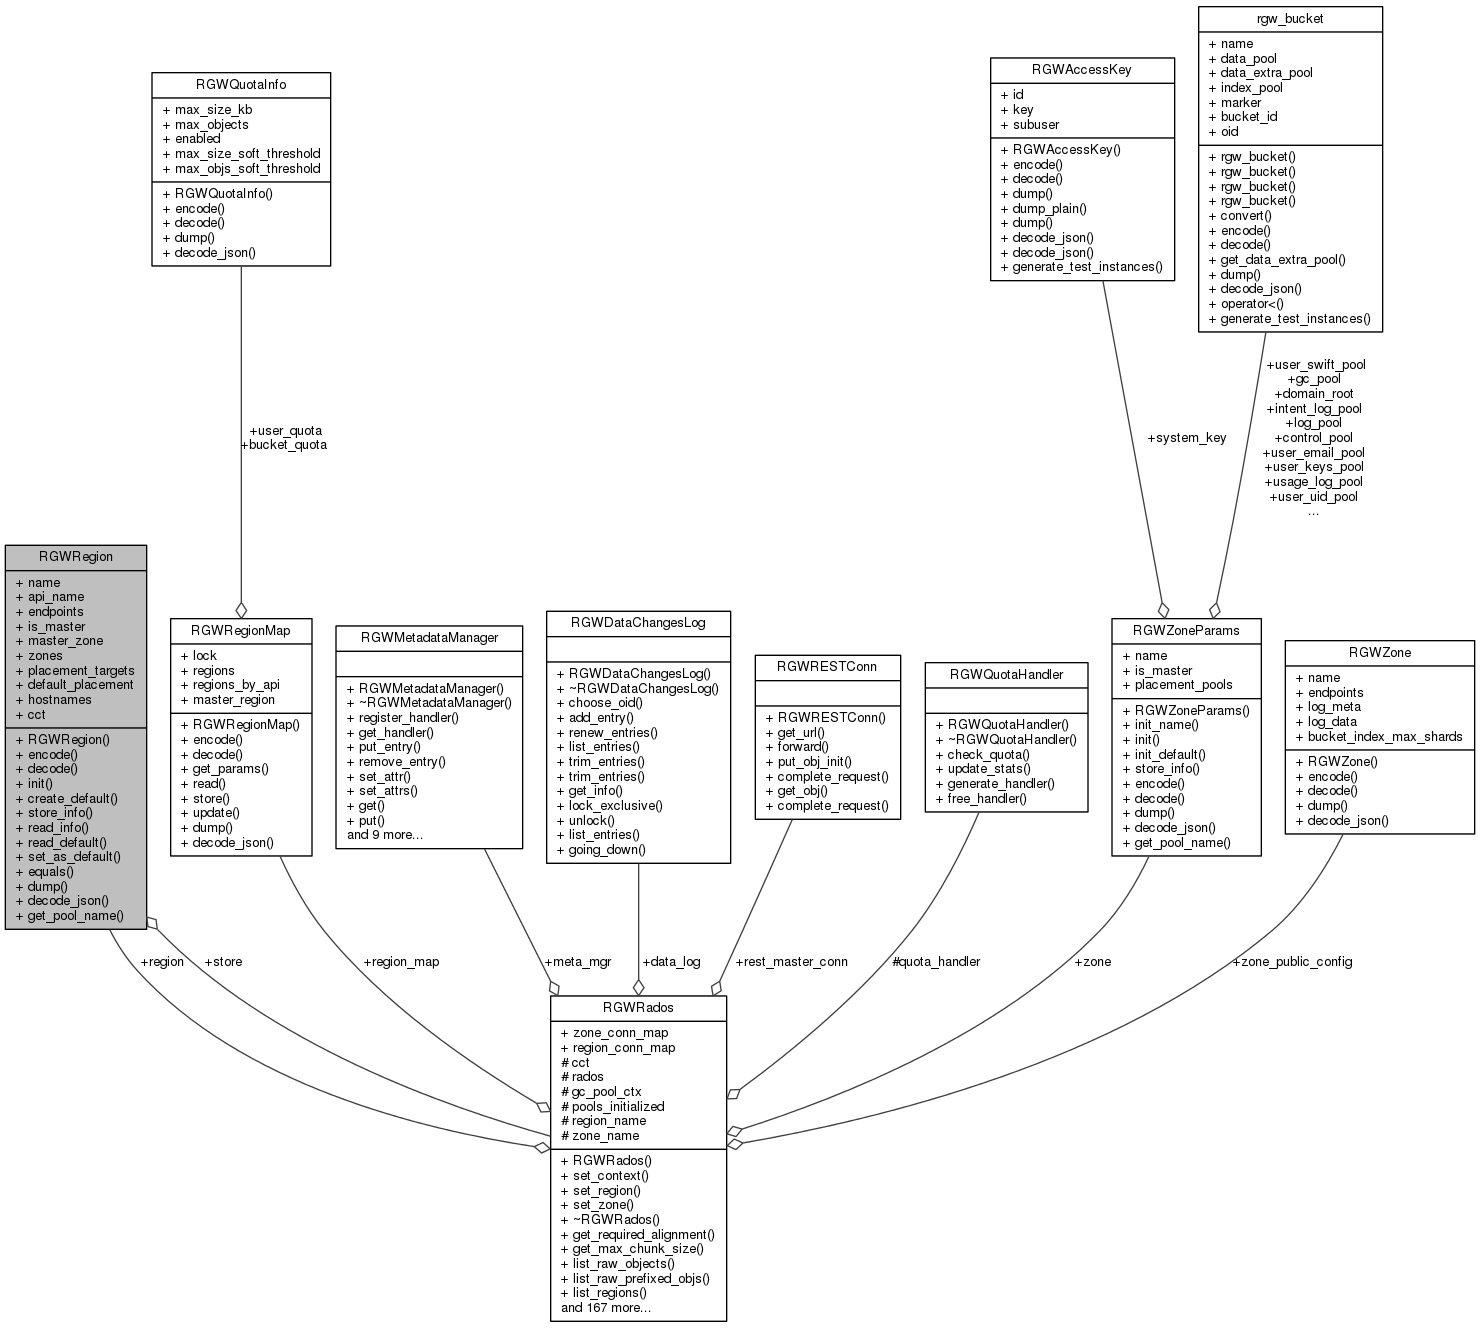 rgw_bucket
+ name
+ data_pool
+ data_extra_pool
+ index_pool
+ marker
+ bucket_id
+ oid
+ rgw_bucket()
+ rgw_bucket()
+ rgw_bucket()
+ rgw_bucket()
+ convert()
+ encode()
+ decode()
+ get_data_extra_pool()
+ dump()
+ decode_json()
+ operator<()
+ generate_test_instances()
RGWAccessKey
+ id
+ key
+ subuser
+ RGWAccessKey()
+ encode()
+ decode()
+ dump()
+ dump_plain()
+ dump()
+ decode_json()
+ decode_json()
+ generate_test_instances()
RGWQuotaInfo
+ max_size_kb
+ max_objects
+ enabled
+ max_size_soft_threshold
+ max_objs_soft_threshold
+ RGWQuotaInfo()
+ encode()
+ decode()
+ dump()
+ decode_json()
+user_quota
+bucket_quota
+system_key
+user_swift_pool
+gc_pool
+domain_root
+intent_log_pool
+log_pool
+control_pool
+user_email_pool
+user_keys_pool
+usage_log_pool
+user_uid_pool
...
RGWRegion
+ name
+ api_name
+ endpoints
+ is_master
+ master_zone
+ zones
+ placement_targets
+ default_placement
+ hostnames
+ cct
+ RGWRegion()
+ encode()
+ decode()
+ init()
+ create_default()
+ store_info()
+ read_info()
+ read_default()
+ set_as_default()
+ equals()
+ dump()
+ decode_json()
+ get_pool_name()
RGWRegionMap
+ lock
+ regions
+ regions_by_api
+ master_region
+ RGWRegionMap()
+ encode()
+ decode()
+ get_params()
+ read()
+ store()
+ update()
+ dump()
+ decode_json()
RGWMetadataManager
+ RGWMetadataManager()
+ ~RGWMetadataManager()
+ register_handler()
+ get_handler()
+ put_entry()
+ remove_entry()
+ set_attr()
+ set_attrs()
+ get()
+ put()
and 9 more...
RGWDataChangesLog
+ RGWDataChangesLog()
+ ~RGWDataChangesLog()
+ choose_oid()
+ add_entry()
+ renew_entries()
+ list_entries()
+ trim_entries()
+ trim_entries()
+ get_info()
+ lock_exclusive()
+ unlock()
+ list_entries()
+ going_down()
RGWRESTConn
+ RGWRESTConn()
+ get_url()
+ forward()
+ put_obj_init()
+ complete_request()
+ get_obj()
+ complete_request()
RGWQuotaHandler
+ RGWQuotaHandler()
+ ~RGWQuotaHandler()
+ check_quota()
+ update_stats()
+ generate_handler()
+ free_handler()
RGWZoneParams
+ name
+ is_master
+ placement_pools
+ RGWZoneParams()
+ init_name()
+ init()
+ init_default()
+ store_info()
+ encode()
+ decode()
+ dump()
+ decode_json()
+ get_pool_name()
RGWZone
+ name
+ endpoints
+ log_meta
+ log_data
+ bucket_index_max_shards
+ RGWZone()
+ encode()
+ decode()
+ dump()
+ decode_json()
+region
+store
+region_map
+meta_mgr
+data_log
+rest_master_conn
#quota_handler
+zone
+zone_public_config
RGWRados
+ zone_conn_map
+ region_conn_map
# cct
# rados
# gc_pool_ctx
# pools_initialized
# region_name
# zone_name
+ RGWRados()
+ set_context()
+ set_region()
+ set_zone()
+ ~RGWRados()
+ get_required_alignment()
+ get_max_chunk_size()
+ list_raw_objects()
+ list_raw_prefixed_objs()
+ list_regions()
and 167 more...